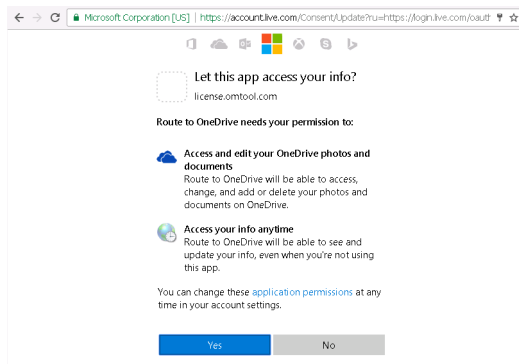 Microsoft Corporation [US] | https://account.live.com/Consent/Update?ru=https://login.live.com/oauth
Let this app access your info?
license.omtool.com
Route to OneDrive needs your permission to:
Access and edit your OneDrive photos and
documents
Route to OneDrive will be able to access,
change, and add or delete your photos and
documents on OneDrive.
Access your info anytime
Route to OneDrive will be able to see and
update your info, even when you're not using
this app.
You can change these application permissions at any
time in your account settings.
Yes
No